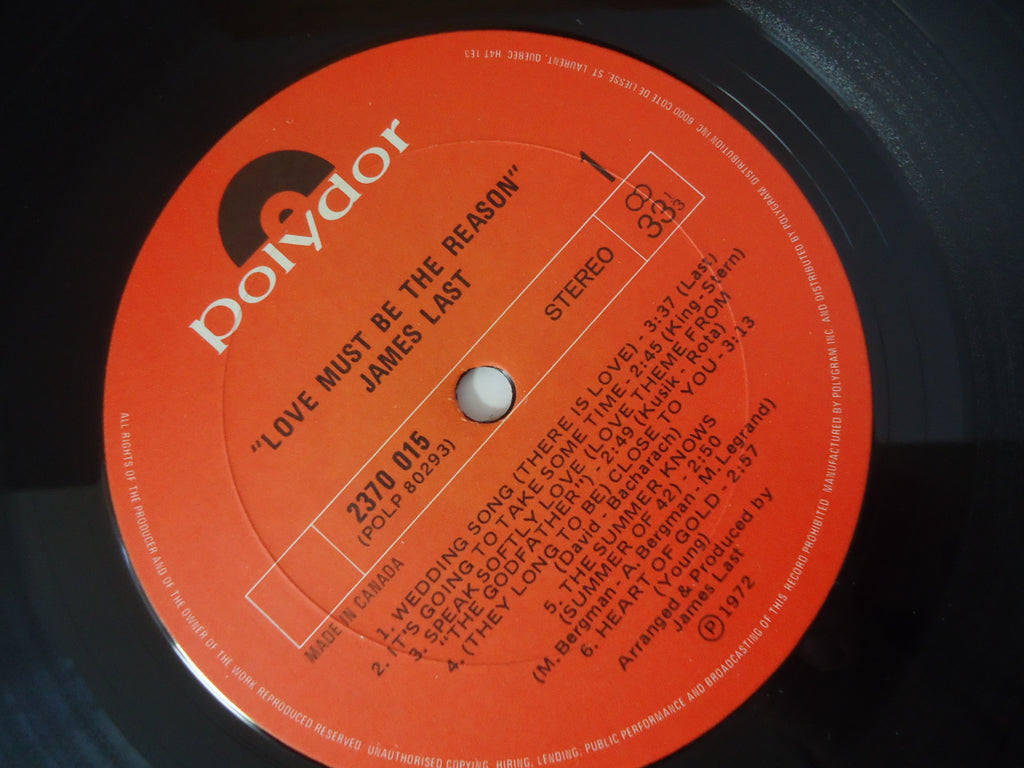 polydor
"LOVE MUST BE THE REASON"
JAMES LAST
1
33 1/3
STEREO
2370 015
(POLP 80293)
MADE IN CANADA
1. WEDDING SONG (THERE IS LOVE) - 3:37 (Last)
2. IT'S GOING TO TAKE SOME TIME - 2:45 (King - Stern)
3. SPEAK SOFTLY LOVE (LOVE THEME FROM
"THE GODFATHER") - 2:49 (Kusik - Rota)
4. (THEY LONG TO BE) CLOSE TO YOU - 3:13
(David - Bacharach)
5. THE SUMMER KNOWS
(SUMMER OF 42) - 2:50
(M. Bergman - A. Bergman - M. Legrand)
6. HEART OF GOLD - 2:57
(Young)
Arranged & Produced by
James Last
Ⓟ 1972
ALL RIGHTS OF THE PRODUCER AND OF THE OWNER OF THE WORK REPRODUCED RESERVED UNAUTHORISED COPYING, HIRING, LENDING, PUBLIC PERFORMANCE AND BROADCASTING OF THIS RECORD PROHIBITED. MANUFACTURED BY POLYGRAM INC. AND DISTRIBUTED BY POLYGRAM DISTRIBUTION INC. 6000 COTE DE LIESSE, ST. LAURENT, QUEBEC H4T 1E3